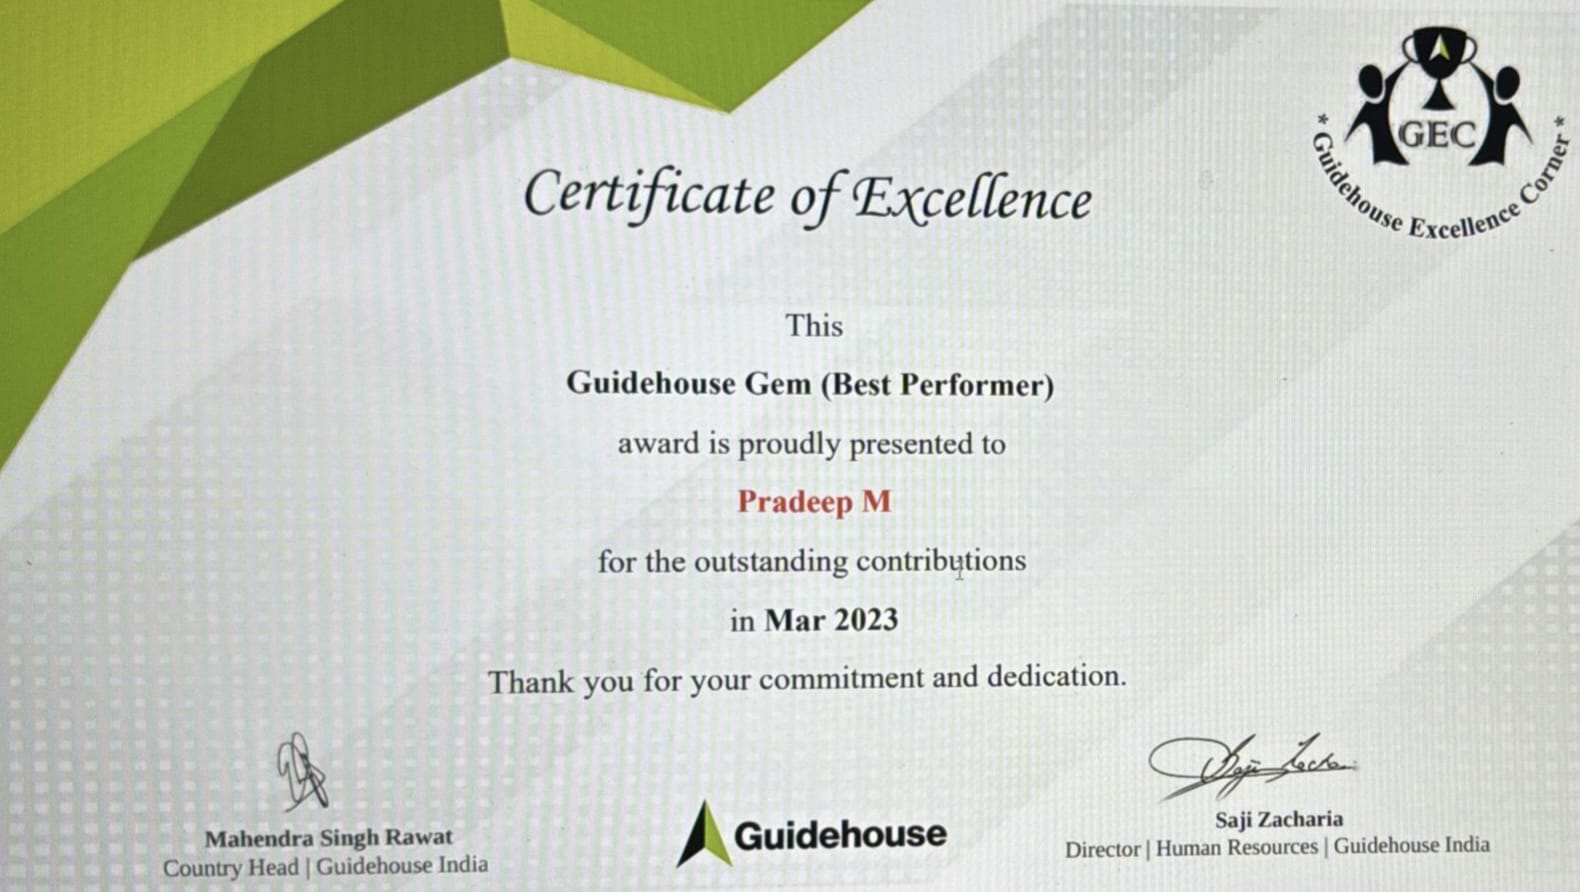 GEC
* Guidehouse Excellence Corner *
Certificate of Excellence
This
Guidehouse Gem (Best Performer)
award is proudly presented to
Pradeep M
for the outstanding contributions
in Mar 2023
Thank you for your commitment and dedication.
Mahendra Singh Rawat
Country Head | Guidehouse India
Guidehouse
Saji Zacharia
Director | Human Resources | Guidehouse India